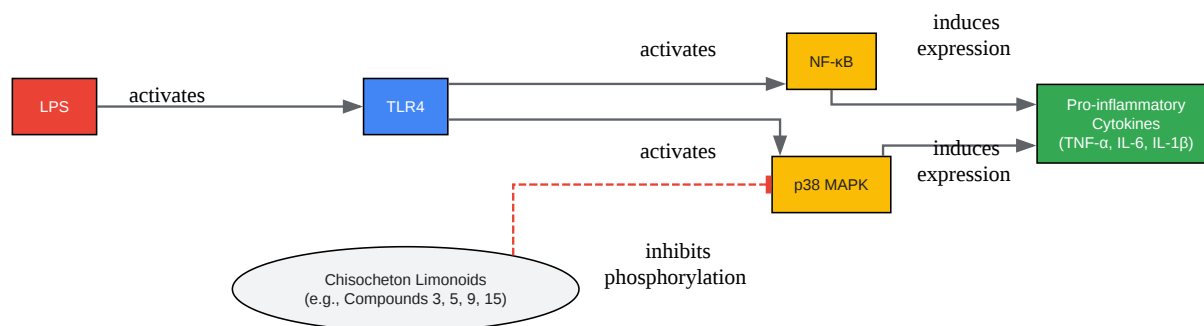 induces
expression
activates
NF-κB
LPS
activates
TLR4
Pro-inflammatory
Cytokines
(TNF-α, IL-6, IL-1β)
activates
induces
expression
p38 MAPK
inhibits
phosphorylation
Chisocheton Limonoids
(e.g., Compounds 3, 5, 9, 15)